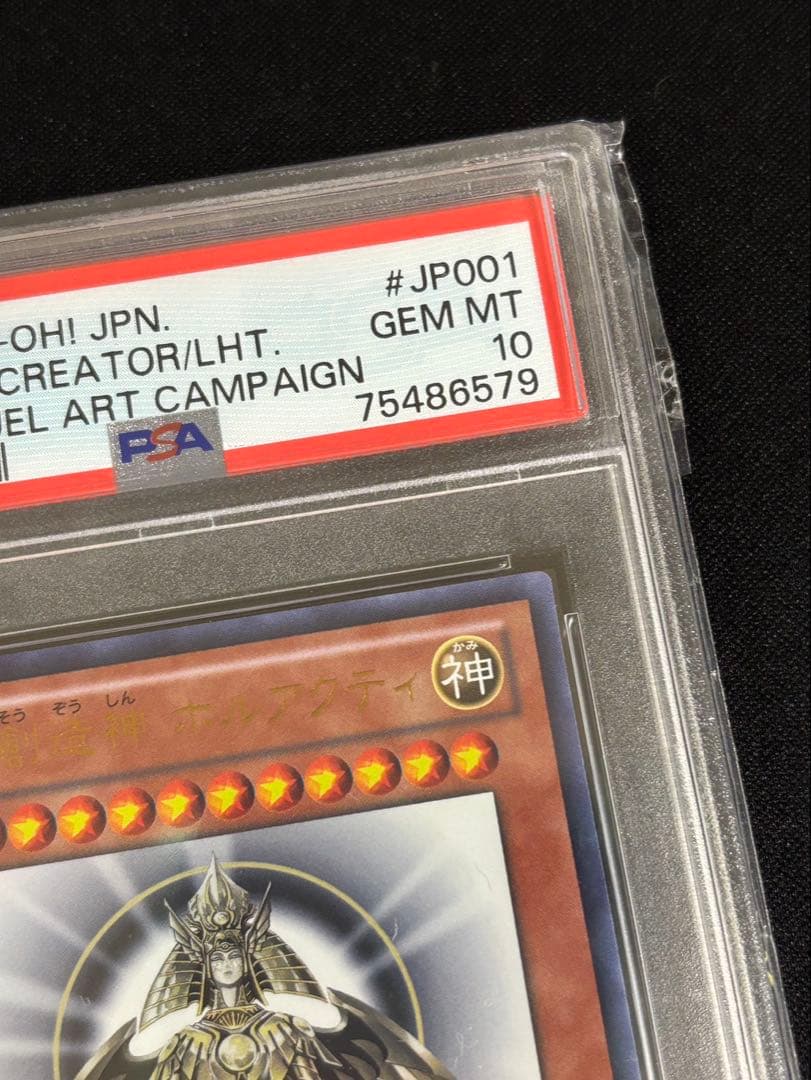 #JP001
-OH! JPN.
GEM MT
CREATOR/LHT.
10
UEL ART CAMPAIGN
75486579
PSA
そう ぞう しん
創造神 ホルアクティ
かみ
神